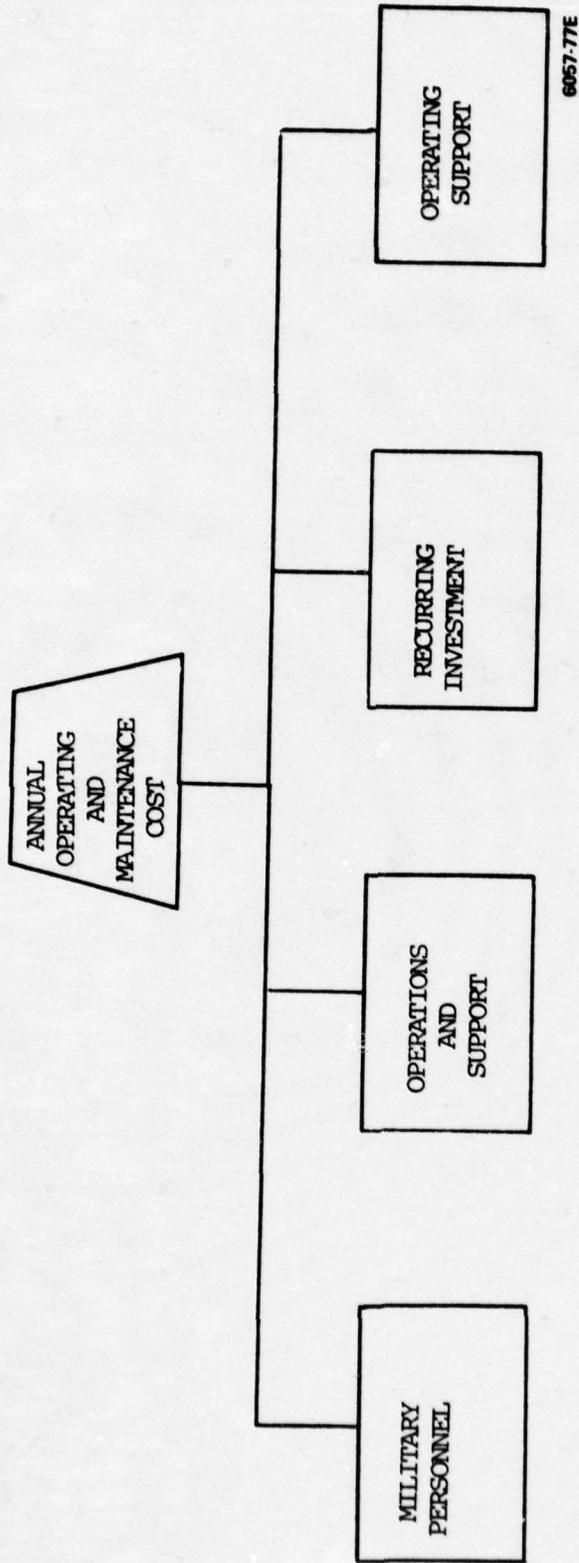 ANNUAL
OPERATING
AND
MAINTENANCE
COST
MILITARY
PERSONNEL
OPERATIONS
AND
SUPPORT
RECURRING
INVESTMENT
OPERATING
SUPPORT
6057-77E